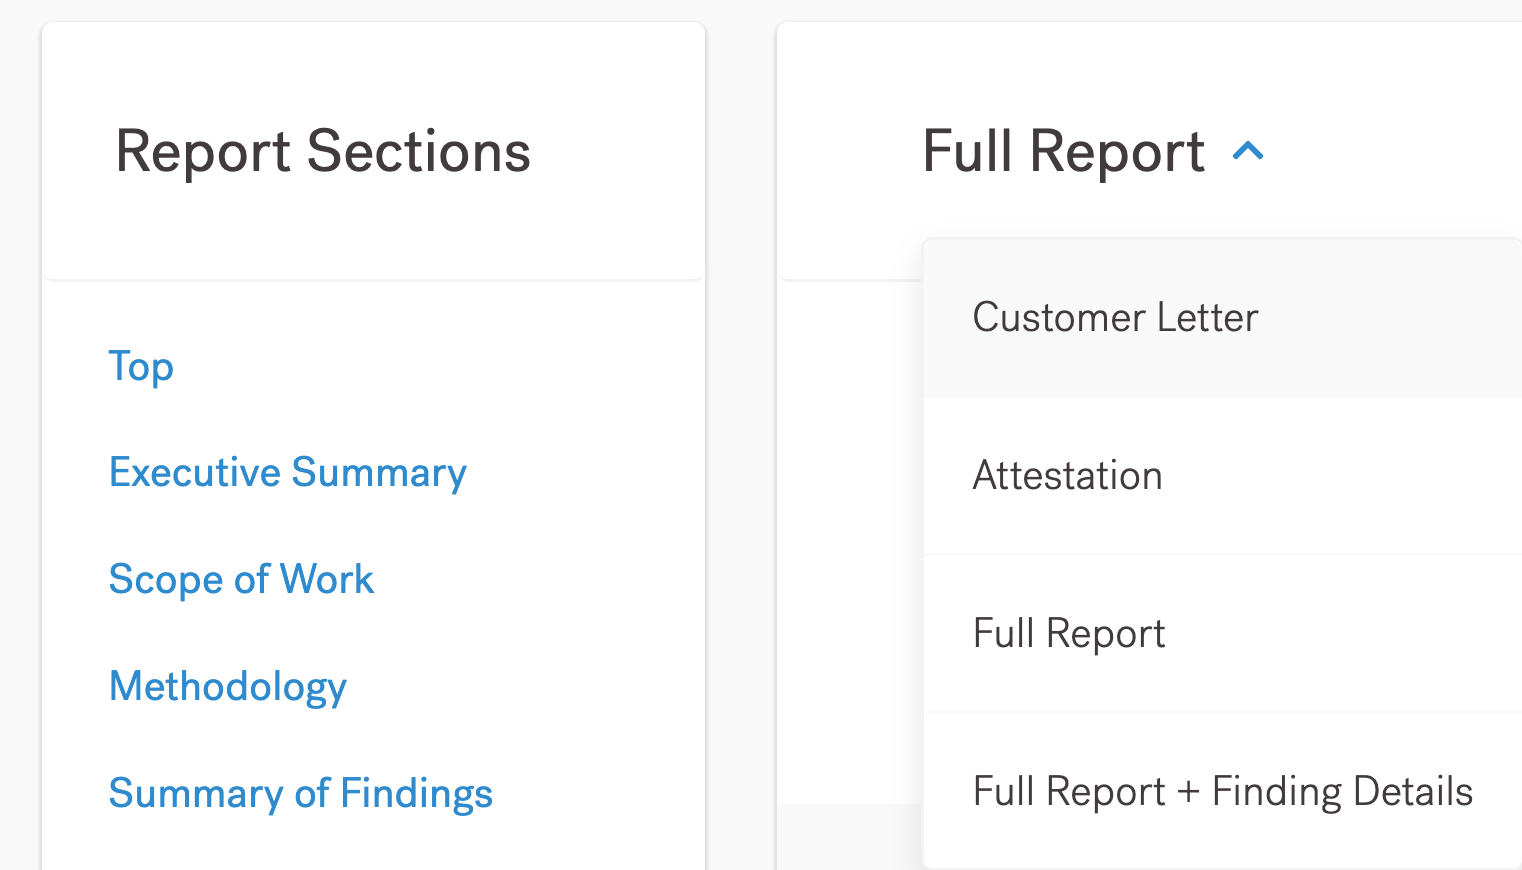 Report Sections
Top
Executive Summary
Scope of Work
Methodology
Summary of Findings
Full Report
Customer Letter
Attestation
Full Report
Full Report + Finding Details